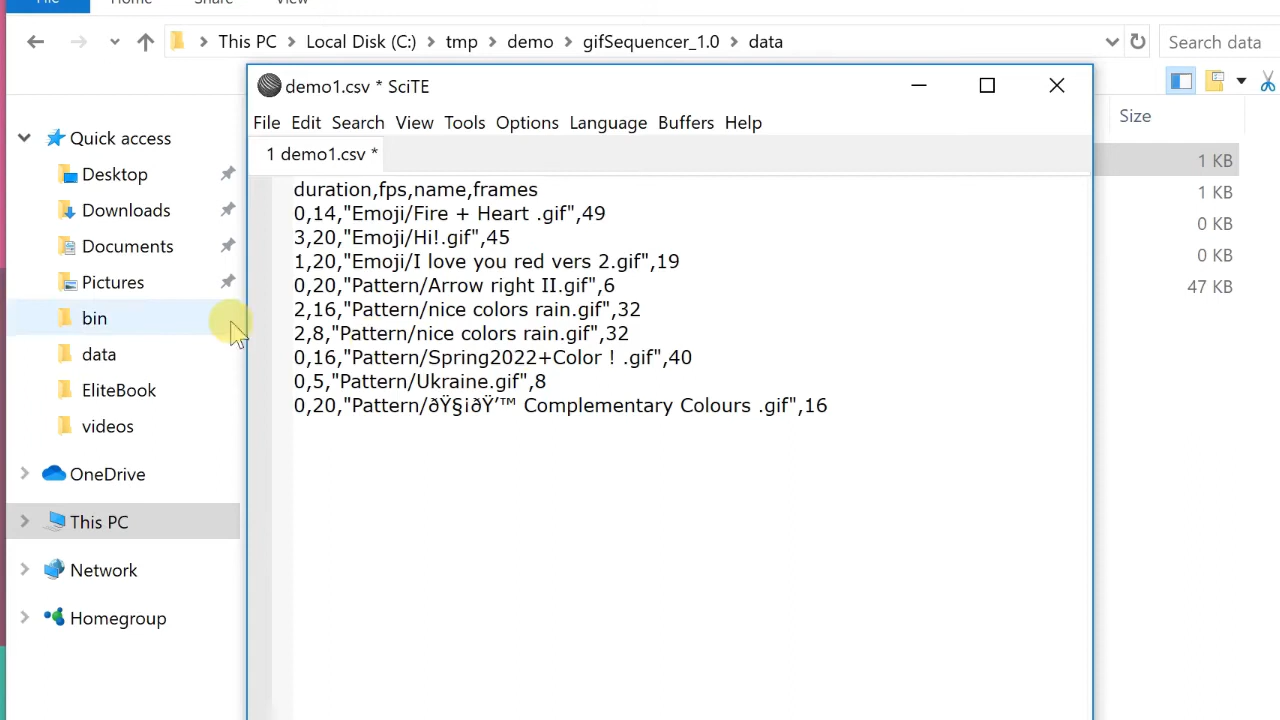 File Home Share View
This PC Local Disk (C:) tmp demo gifSequencer_1.0 data
Search data
demo1.csv * SciTE
File Edit Search View Tools Options Language Buffers Help
1 demo1.csv *
duration,fps,name,frames
0,14,"Emoji/Fire + Heart .gif",49
3,20,"Emoji/Hi!.gif",45
1,20,"Emoji/I love you red vers 2.gif",19
0,20,"Pattern/Arrow right II.gif",6
2,16,"Pattern/nice colors rain.gif",32
2,8,"Pattern/nice colors rain.gif",32
0,16,"Pattern/Spring2022+Color ! .gif",40
0,5,"Pattern/Ukraine.gif",8
0,20,"Pattern/ðŸ§¡ðŸ’™ Complementary Colours .gif",16
Quick access
Desktop
Downloads
Documents
Pictures
bin
data
EliteBook
videos
OneDrive
This PC
Network
Homegroup
Size
1 KB
1 KB
0 KB
0 KB
47 KB